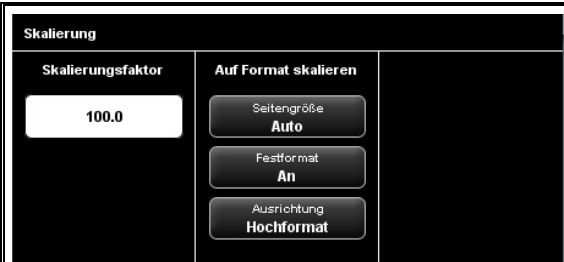 Skalierung
Skalierungsfaktor
100.0
Auf Format skalieren
Seitengröße
Auto
Festformat
An
Ausrichtung
Hochformat